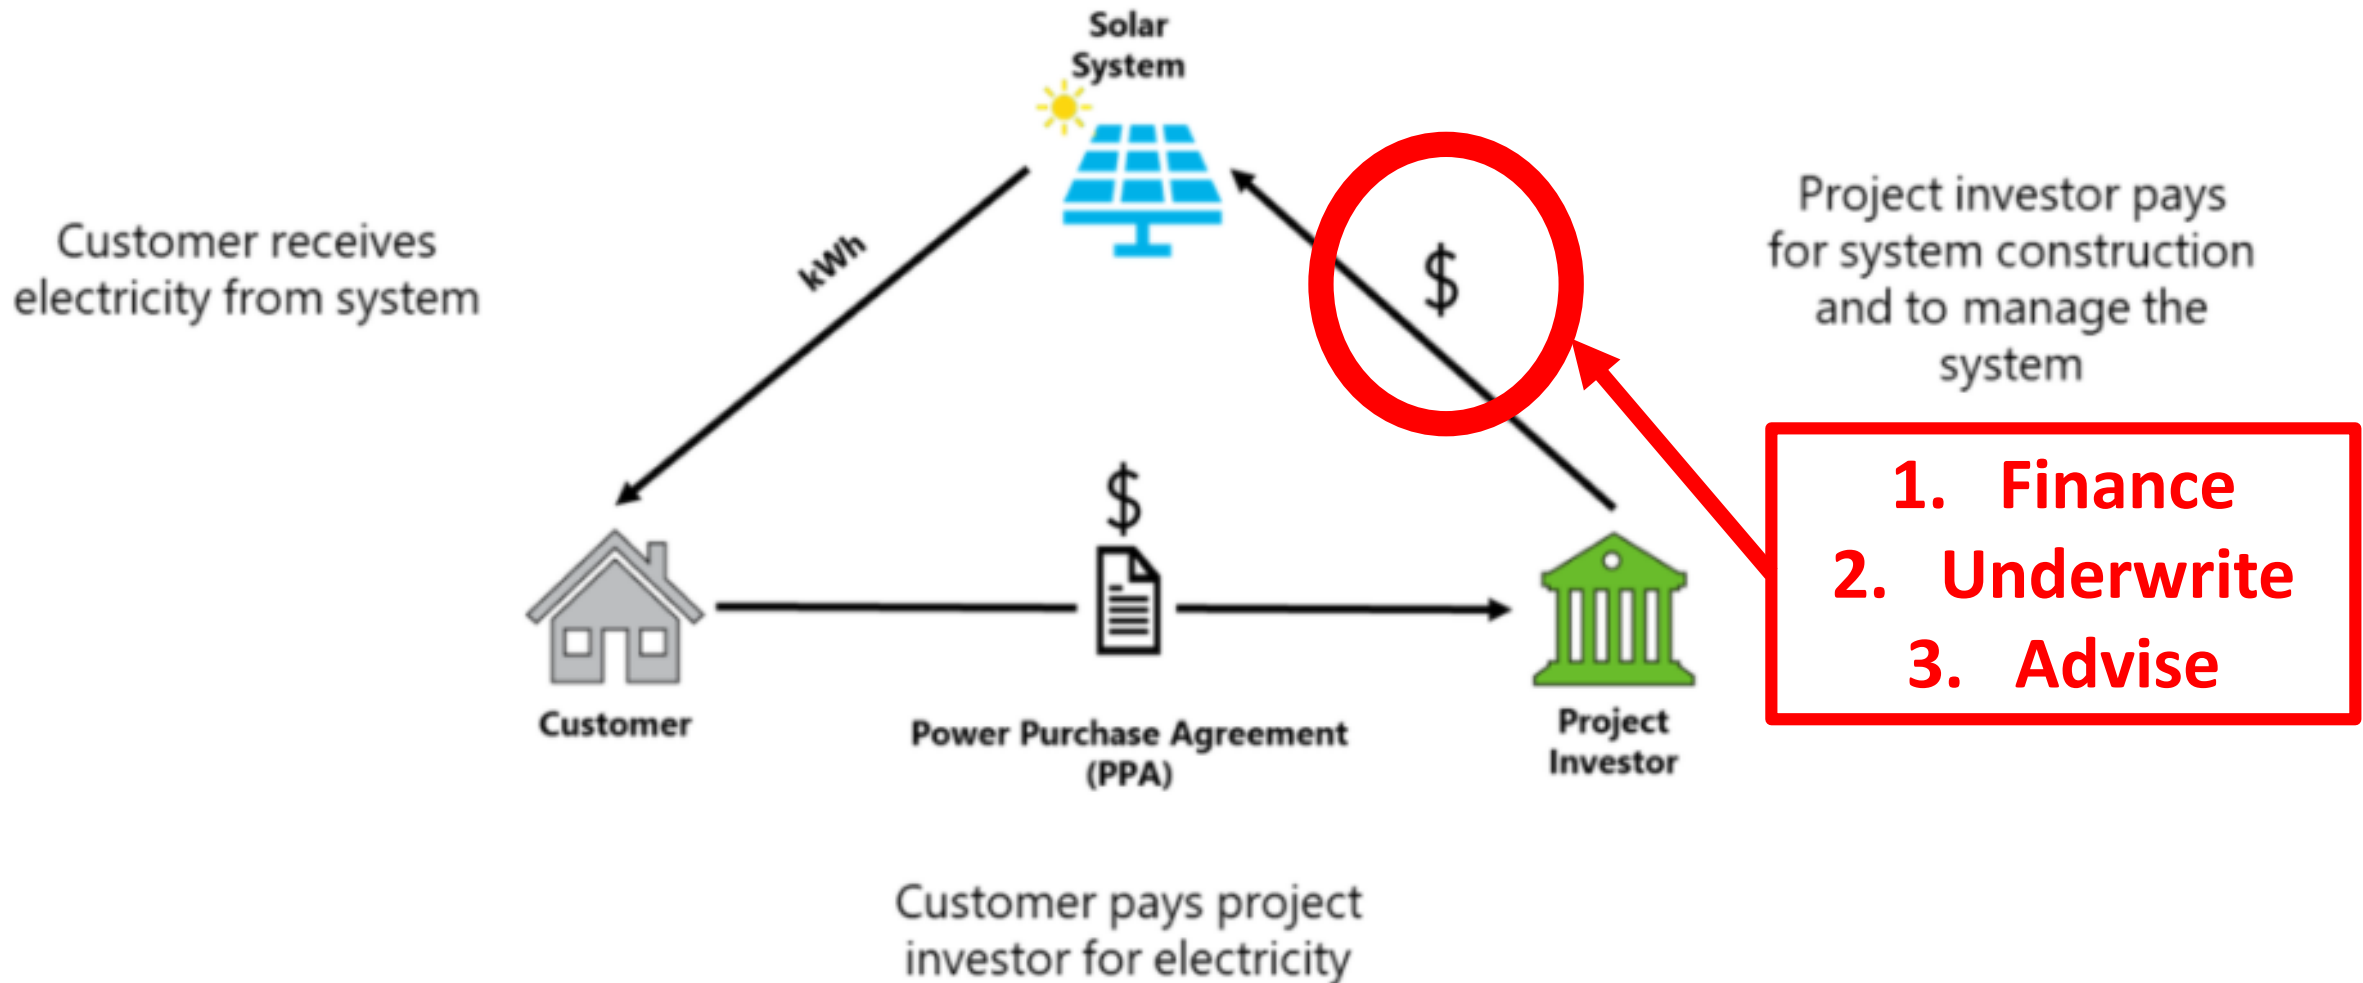 Solar
System
Customer receives
electricity from system
kWh
$
Project investor pays
for system construction
and to manage the
system
1. Finance
2. Underwrite
3. Advise
$
Customer
Power Purchase Agreement
(PPA)
Project
Investor
Customer pays project
investor for electricity